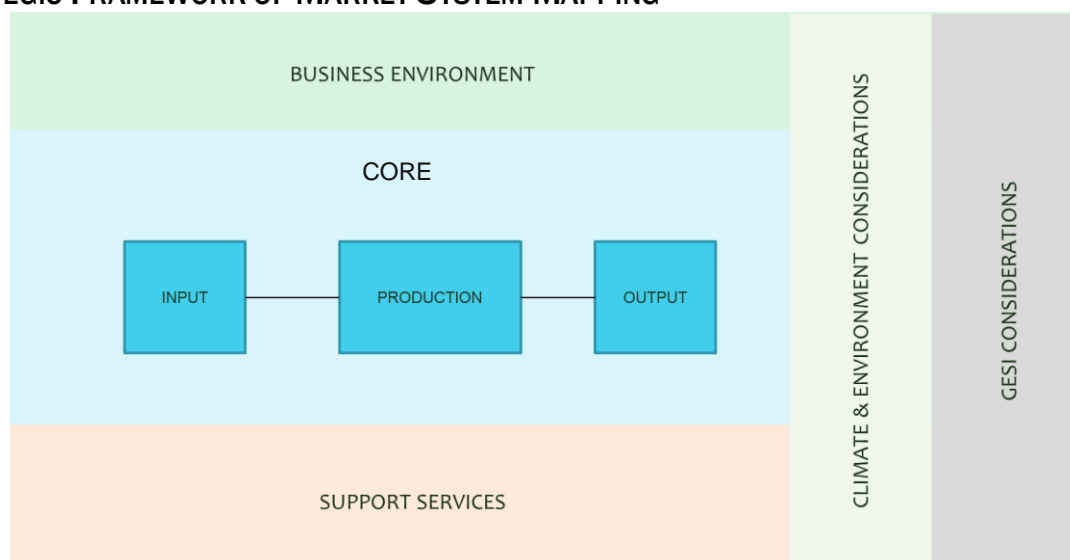 FRAMEWORK OF MARKET SYSTEM MAPPING
BUSINESS ENVIRONMENT
CORE
INPUT
PRODUCTION
OUTPUT
SUPPORT SERVICES
CLIMATE & ENVIRONMENT CONSIDERATIONS
GESI CONSIDERATIONS